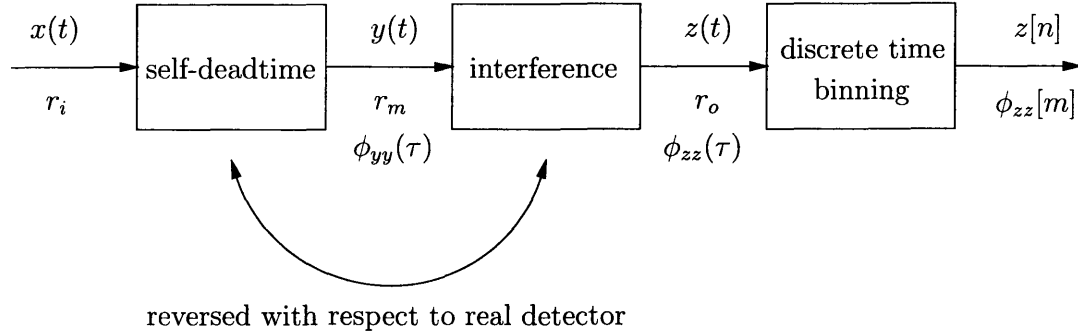 x(t)
r_i
self-deadtime
y(t)
r_m
ϕ_yy(τ)
interference
z(t)
r_o
ϕ_zz(τ)
discrete time
binning
z[n]
ϕ_zz[m]
reversed with respect to real detector